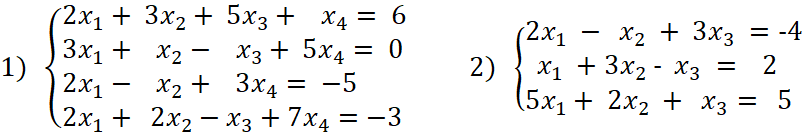 1) { 2x₁ + 3x₂ + 5x₃ + x₄ = 6
3x₁ + x₂ − x₃ + 5x₄ = 0
2x₁ − x₂ + 3x₄ = −5
2x₁ + 2x₂ − x₃ + 7x₄ = −3
2) { 2x₁ − x₂ + 3x₃ = -4
x₁ + 3x₂ - x₃ = 2
5x₁ + 2x₂ + x₃ = 5